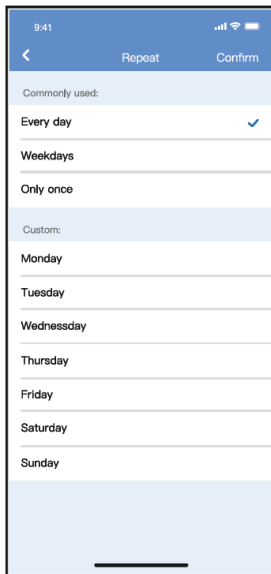 9:41
Repeat Confirm
Commonly used:
Every day
Weekdays
Only once
Custom:
Monday
Tuesday
Wednessday
Thursday
Friday
Saturday
Sunday